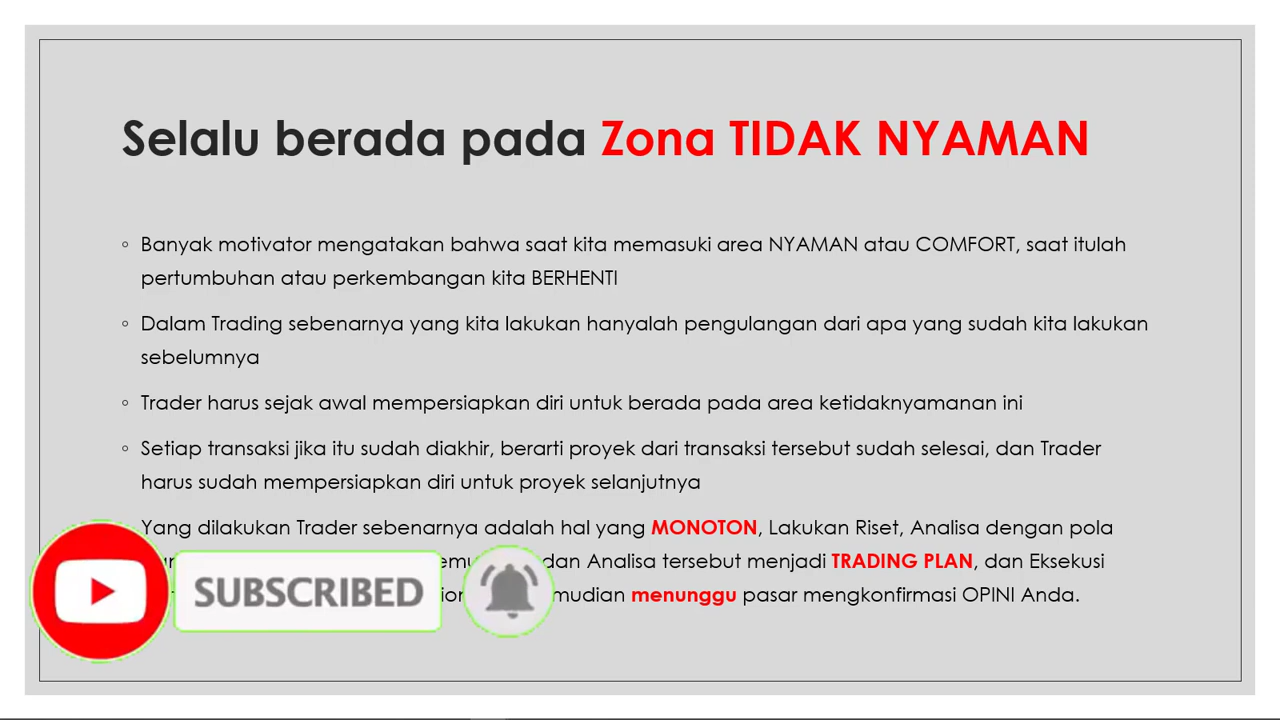 Selalu berada pada Zona TIDAK NYAMAN
◦ Banyak motivator mengatakan bahwa saat kita memasuki area NYAMAN atau COMFORT, saat itulah
pertumbuhan atau perkembangan kita BERHENTI
◦ Dalam Trading sebenarnya yang kita lakukan hanyalah pengulangan dari apa yang sudah kita lakukan
sebelumnya
◦ Trader harus sejak awal mempersiapkan diri untuk berada pada area ketidaknyamanan ini
◦ Setiap transaksi jika itu sudah diakhir, berarti proyek dari transaksi tersebut sudah selesai, dan Trader
harus sudah mempersiapkan diri untuk proyek selanjutnya
Yang dilakukan Trader sebenarnya adalah hal yang MONOTON, Lakukan Riset, Analisa dengan pola
dan Analisa tersebut menjadi TRADING PLAN, dan Eksekusi
menunggu pasar mengkonfirmasi OPINI Anda.
SUBSCRIBED